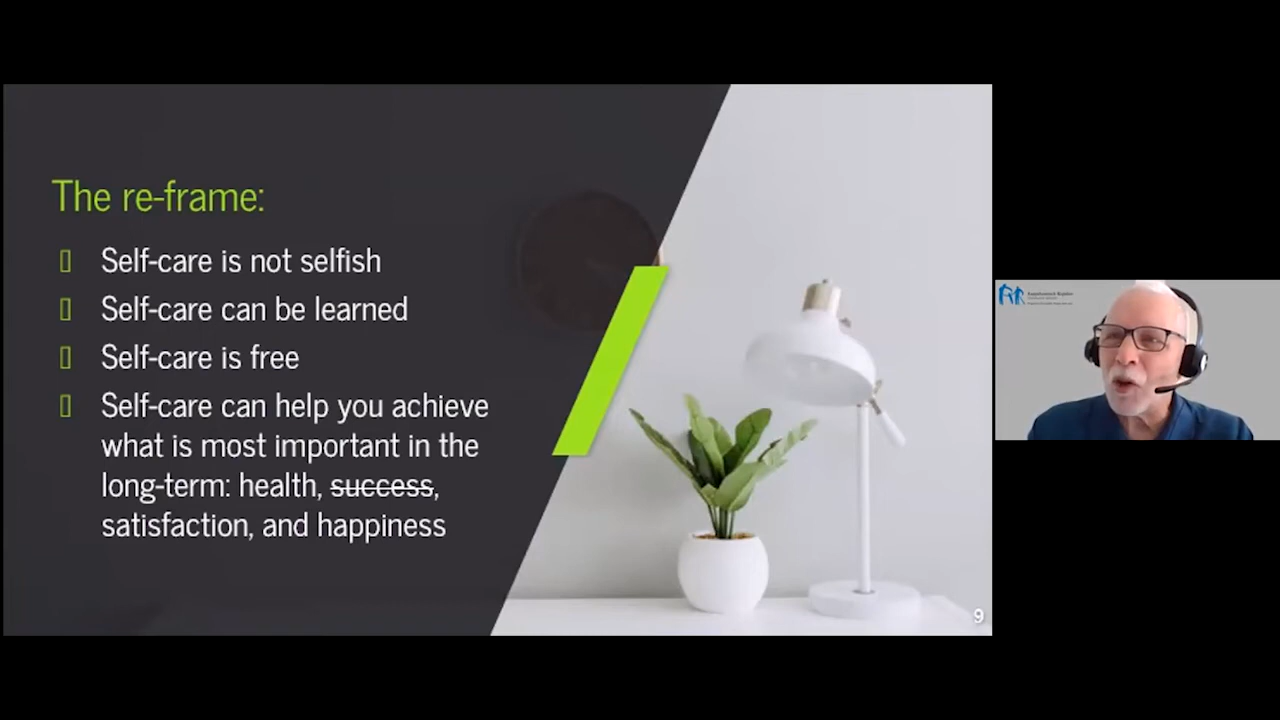 The re-frame:
Self-care is not selfish
Self-care can be learned
Self-care is free
Self-care can help you achieve
what is most important in the
long-term: health, success,
satisfaction, and happiness
9